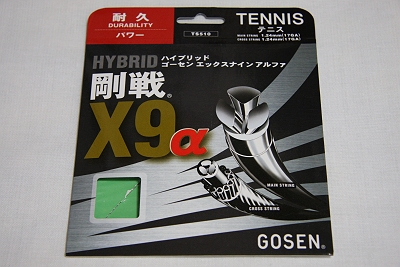 耐久
DURABILITY
パワー
TS510
TENNIS
テニス
MAIN STRING 1.24mm(17GA)
CROSS STRING 1.24mm(17GA)
HYBRID ハイブリッド
ゴーセン エックスナイン アルファ
剛戦®
X9α
MAIN STRING
CROSS STRING
GOSEN®